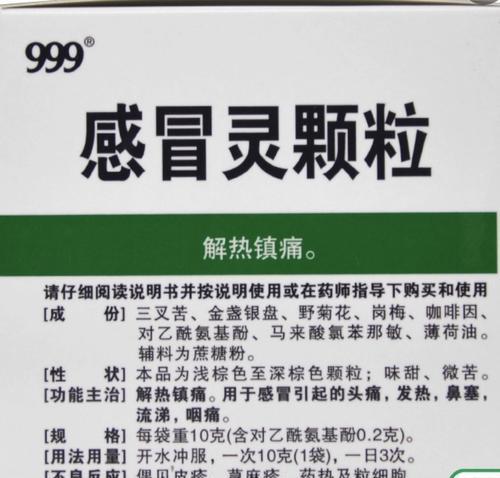 999®
感冒灵颗粒
解热镇痛。
请仔细阅读说明书并按说明使用或在药师指导下购买和使用
[成 份] 三叉苦、金盏银盘、野菊花、岗梅、咖啡因、
对乙酰氨基酚、马来酸氯苯那敏、薄荷油。
辅料为蔗糖粉。
[性 状] 本品为浅棕色至深棕色颗粒；味甜、微苦。
[功能主治] 解热镇痛。用于感冒引起的头痛，发热，鼻塞，
流涕，咽痛。
[规 格] 每袋重10克(含对乙酰氨基酚0.2克)。
[用法用量] 开水冲服，一次10克(1袋)，一日3次。
[不良反应] 偶见皮疹、荨麻疹、药热及粒细胞